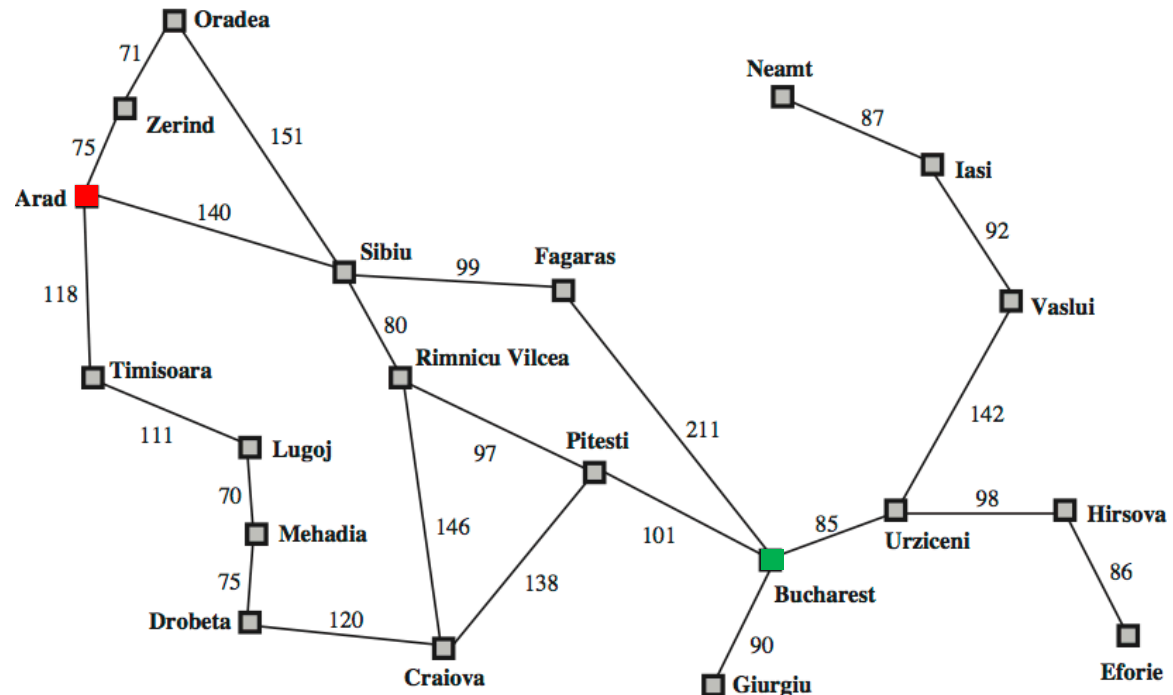 Oradea
71
Neamt
87
Zerind
151
75
Iasi
Arad
140
92
Sibiu
Fagaras
99
118
Vaslui
80
Timisoara
Rimnicu Vilcea
142
111
211
Lugoj
97
Pitesti
70
98
Hirsova
146
85
Mehadia
101
Urziceni
75
138
86
Bucharest
Drobeta
120
90
Craiova
Eforie
Giurgiu